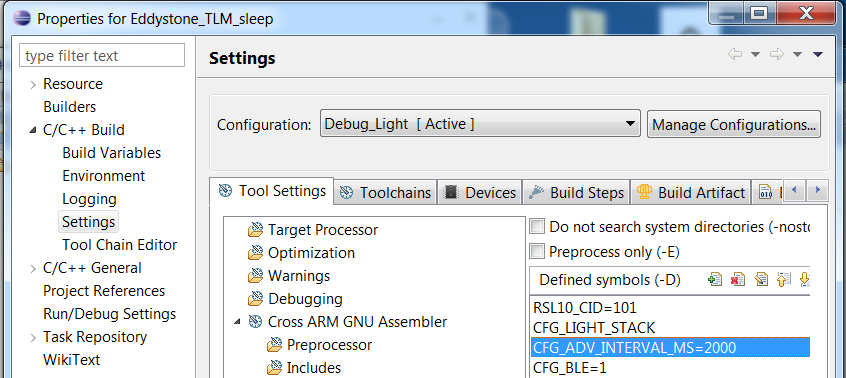 Properties for Eddystone_TLM_sleep
type filter text
Resource
Builders
C/C++ Build
Build Variables
Environment
Logging
Settings
Tool Chain Editor
C/C++ General
Project References
Run/Debug Settings
Task Repository
WikiText
Settings
Configuration:
Debug_Light [ Active ]
Manage Configurations...
Tool Settings
Toolchains
Devices
Build Steps
Build Artifact
Target Processor
Optimization
Warnings
Debugging
Cross ARM GNU Assembler
Preprocessor
Includes
Do not search system directories (-nostd
Preprocess only (-E)
Defined symbols (-D)
RSL10_CID=101
CFG_LIGHT_STACK
CFG_ADV_INTERVAL_MS=2000
CFG_BLE=1